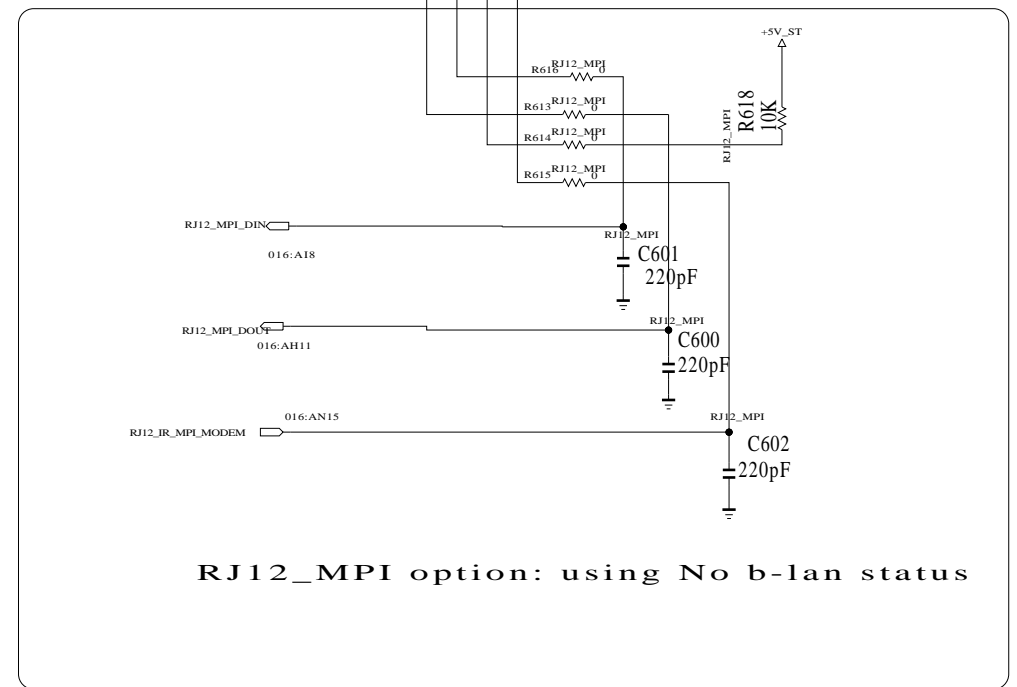 +5V_ST
R616 RJ12_MPI 0
R613 RJ12_MPI 0
R614 RJ12_MPI 0
R615 RJ12_MPI 0
RJ12_MPI R618 10K
RJ12_MPI_DIN
016:AI8
RJ12_MPI
C601
220pF
RJ12_MPI_DOUT
016:AH11
RJ12_MPI
C600
220pF
RJ12_IR_MPI_MODEM
016:AN15
RJ12_MPI
C602
220pF
RJ12_MPI option: using No b-lan status